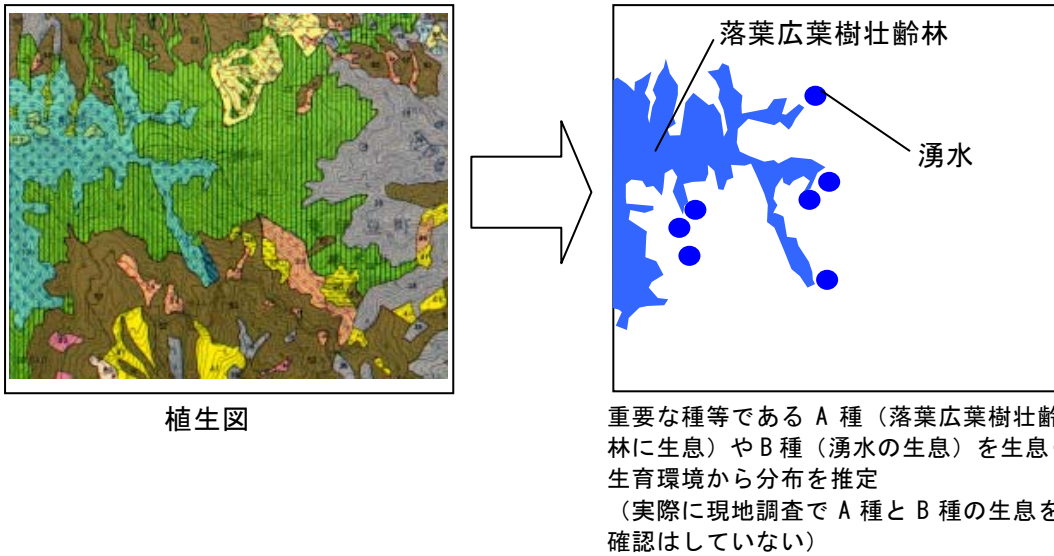 落葉広葉樹壮齢林
湧水
植生図
重要な種等である A 種（落葉広葉樹壮齢
林に生息）や B 種（湧水の生息）を生息
生育環境から分布を推定
（実際に現地調査で A 種と B 種の生息を
確認はしていない）